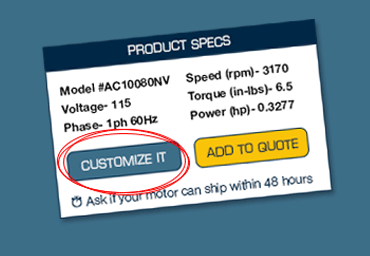 PRODUCT SPECS
Model #AC10080NV
Voltage- 115
Phase- 1ph 60Hz
Speed (rpm)- 3170
Torque (in-lbs)- 6.5
Power (hp)- 0.3277
CUSTOMIZE IT
ADD TO QUOTE
Ask if your motor can ship within 48 hours